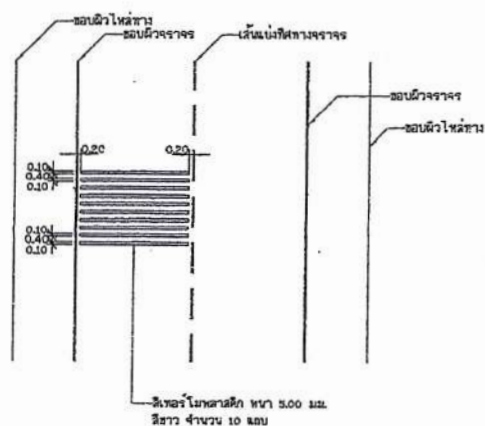 ขอบผิวไหล่ทาง
ขอบผิวจราจร
เส้นแบ่งทิศทางจราจร
ขอบผิวจราจร
ขอบผิวไหล่ทาง
0.20
0.20
0.10
0.40
0.10
0.10
0.40
0.10
สีเทอร์โมพลาสติก หนา 5.00 มม.
สีขาว จำนวน 10 แถบ